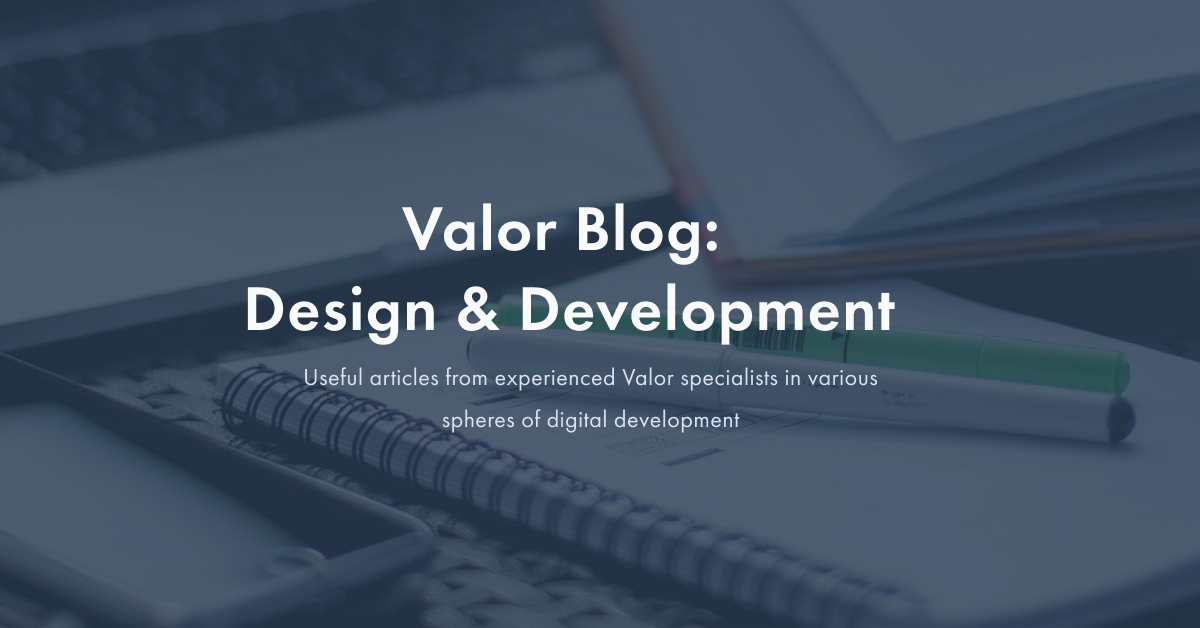 Valor Blog:
Design & Development
Useful articles from experienced Valor specialists in various
spheres of digital development